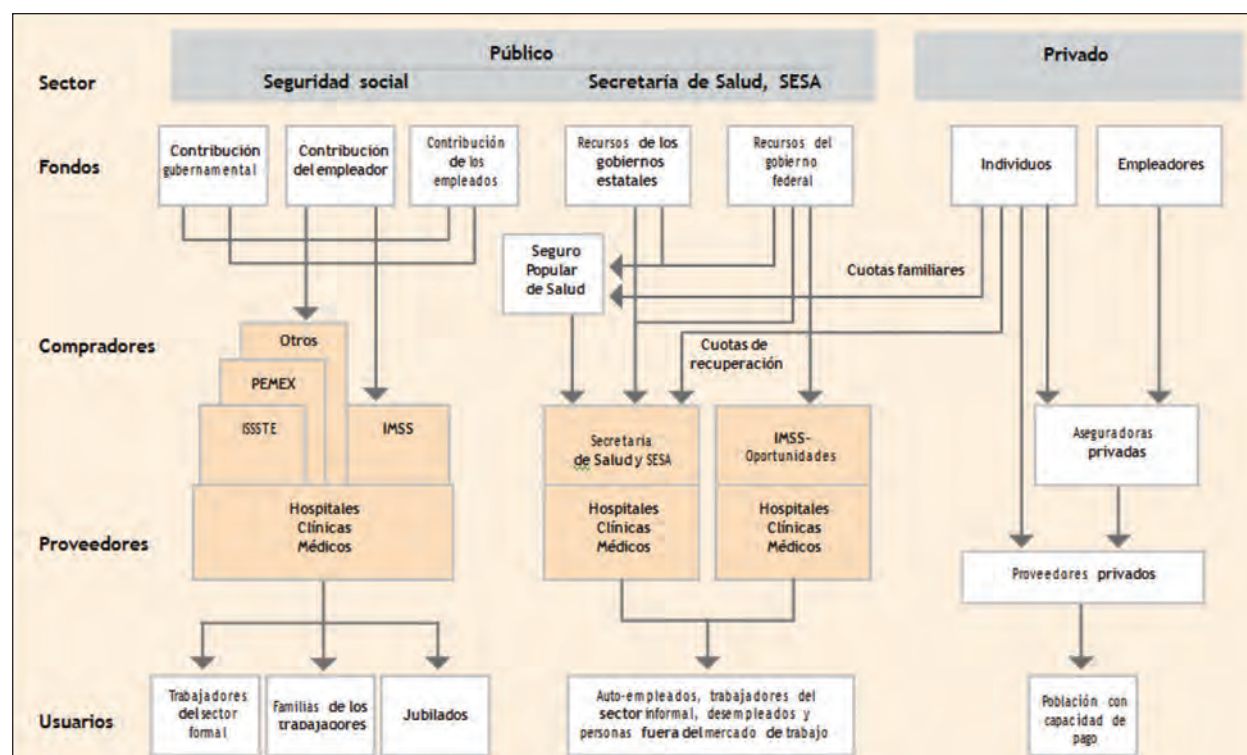 Público
Privado
Sector
Seguridad social
Secretaría de Salud, SESA
Fondos
Contribución
gubernamental
Contribución
del empleador
Contribución
de los
empleados
Recursos de los
gobiernos
estatales
Recursos del
gobierno
federal
Individuos
Empleadores
Seguro
Popular
de Salud
Cuotas familiares
Compradores
Otros
PEMEX
ISSSTE
IMSS
Cuotas de
recuperación
Secretaría
de Salud y SESA
IMSS-
Oportunidades
Aseguradoras
privadas
Proveedores
Hospitales
Clínicas
Médicos
Hospitales
Clínicas
Médicos
Hospitales
Clínicas
Médicos
Proveedores privados
Usuarios
Trabajadores
del sector
formal
Familias de los
trabajadores
Jubilados
Auto-empleados, trabajadores del
sector informal, desempleados y
personas fuera del mercado de trabajo
Población con
capacidad de
pago